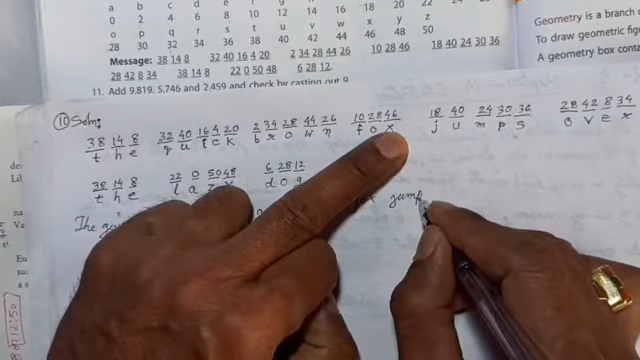 a b c d e f g
0 2 4 6 8 10 12 14 16 18 20 22
o p q r s t u v w x y z
28 30 32 34 36 38 40 42 44 46 48 50
38 14 8 32 40 16 4 20 2 34 28 44 26 10 28 46 18 40 24 30 36
28 42 8 34 38 14 8 22 0 50 48 6 28 12.
11. Add 9,819, 5,746 and 2,459 and check by casting out 9
Geometry is a branch
To draw geometric
A geometry box
10 Soln:
38 14 8 32 40 16 4 20 2 34 28 44 26 10 28 46 18 40 24 30 36 28 42 8 34
t h e q u i c k b r o w n f o x j u m p s o v e r
38 14 8 22 0 50 48 6 28 12
t h e l a z y d o g
The jump